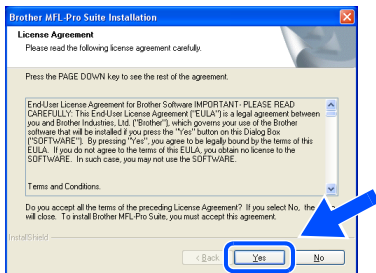 Brother MFL-Pro Suite Installation
License Agreement
Please read the following license agreement carefully.
Press the PAGE DOWN key to see the rest of the agreement.
End-User License Agreement for Brother Software IMPORTANT- PLEASE READ
CAREFULLY: This End-User License Agreement ("EULA") is a legal agreement between
you and Brother Industries, Ltd. ("Brother"), which governs your use of the Brother
software that will be installed if you press the "Yes" button on this Dialog Box
("SOFTWARE"). By pressing "Yes", you agree to be legally bound by the terms of this
EULA. If you do not agree to the terms of this EULA, you obtain no license to the
SOFTWARE. In such case, you may not use the SOFTWARE.
Terms and Conditions.
Do you accept all the terms of the preceding License Agreement? If you select No, the
will close. To install Brother MFL-Pro Suite, you must accept this agreement.
InstallShield
< Back
Yes
No